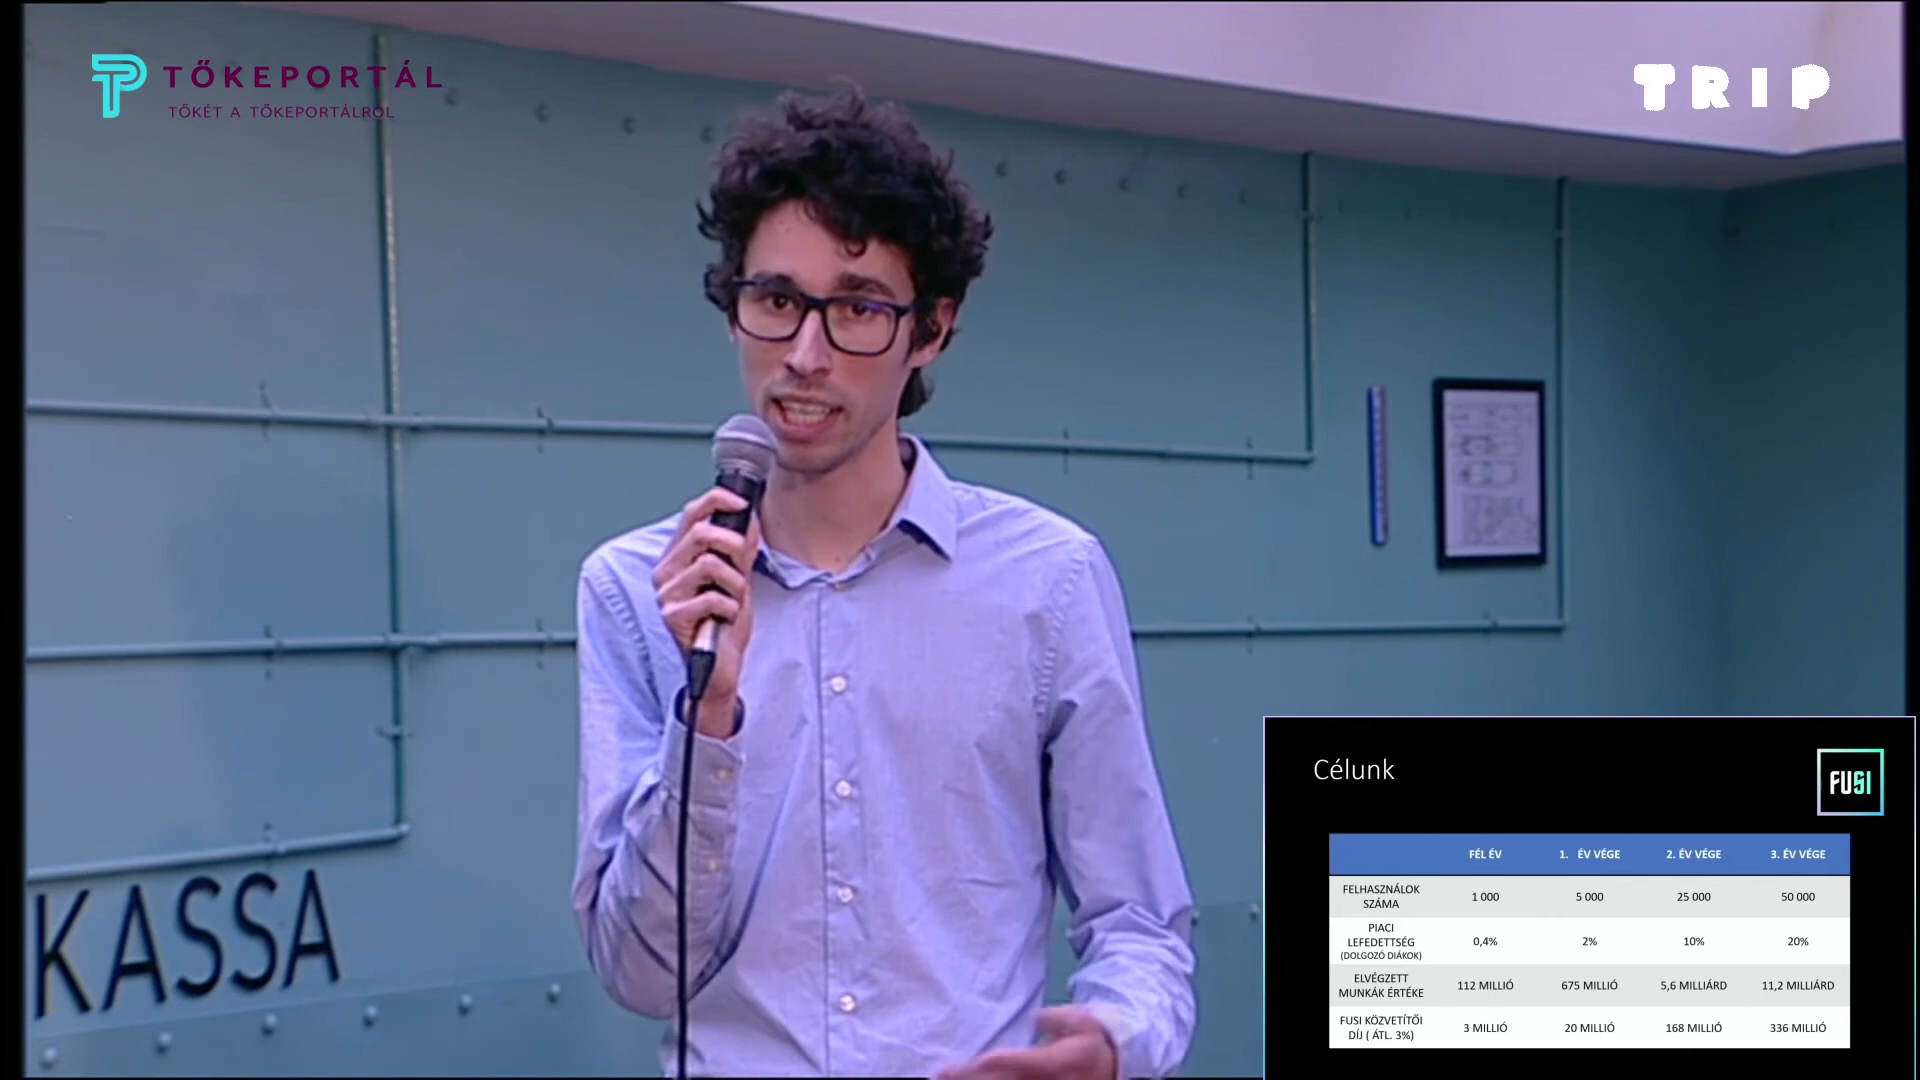 TŐKEPORTÁL
TŐKÉT A TŐKEPORTÁLRÓL
TRIP
KASSA
Célunk
FUSI
FÉL ÉV 1. ÉV VÉGE 2. ÉV VÉGE 3. ÉV VÉGE
FELHASZNÁLOK
SZÁMA
1 000 5 000 25 000 50 000
PIACI
LEFEDETTSÉG
(DOLGOZÓ DIÁKOK)
0,4% 2% 10% 20%
ELVÉGZETT
MUNKÁK ÉRTÉKE
112 MILLIÓ 675 MILLIÓ 5,6 MILLIÁRD 11,2 MILLIÁRD
FUSI KÖZVETÍTŐI
DÍJ ( ÁTL. 3%)
3 MILLIÓ 20 MILLIÓ 168 MILLIÓ 336 MILLIÓ